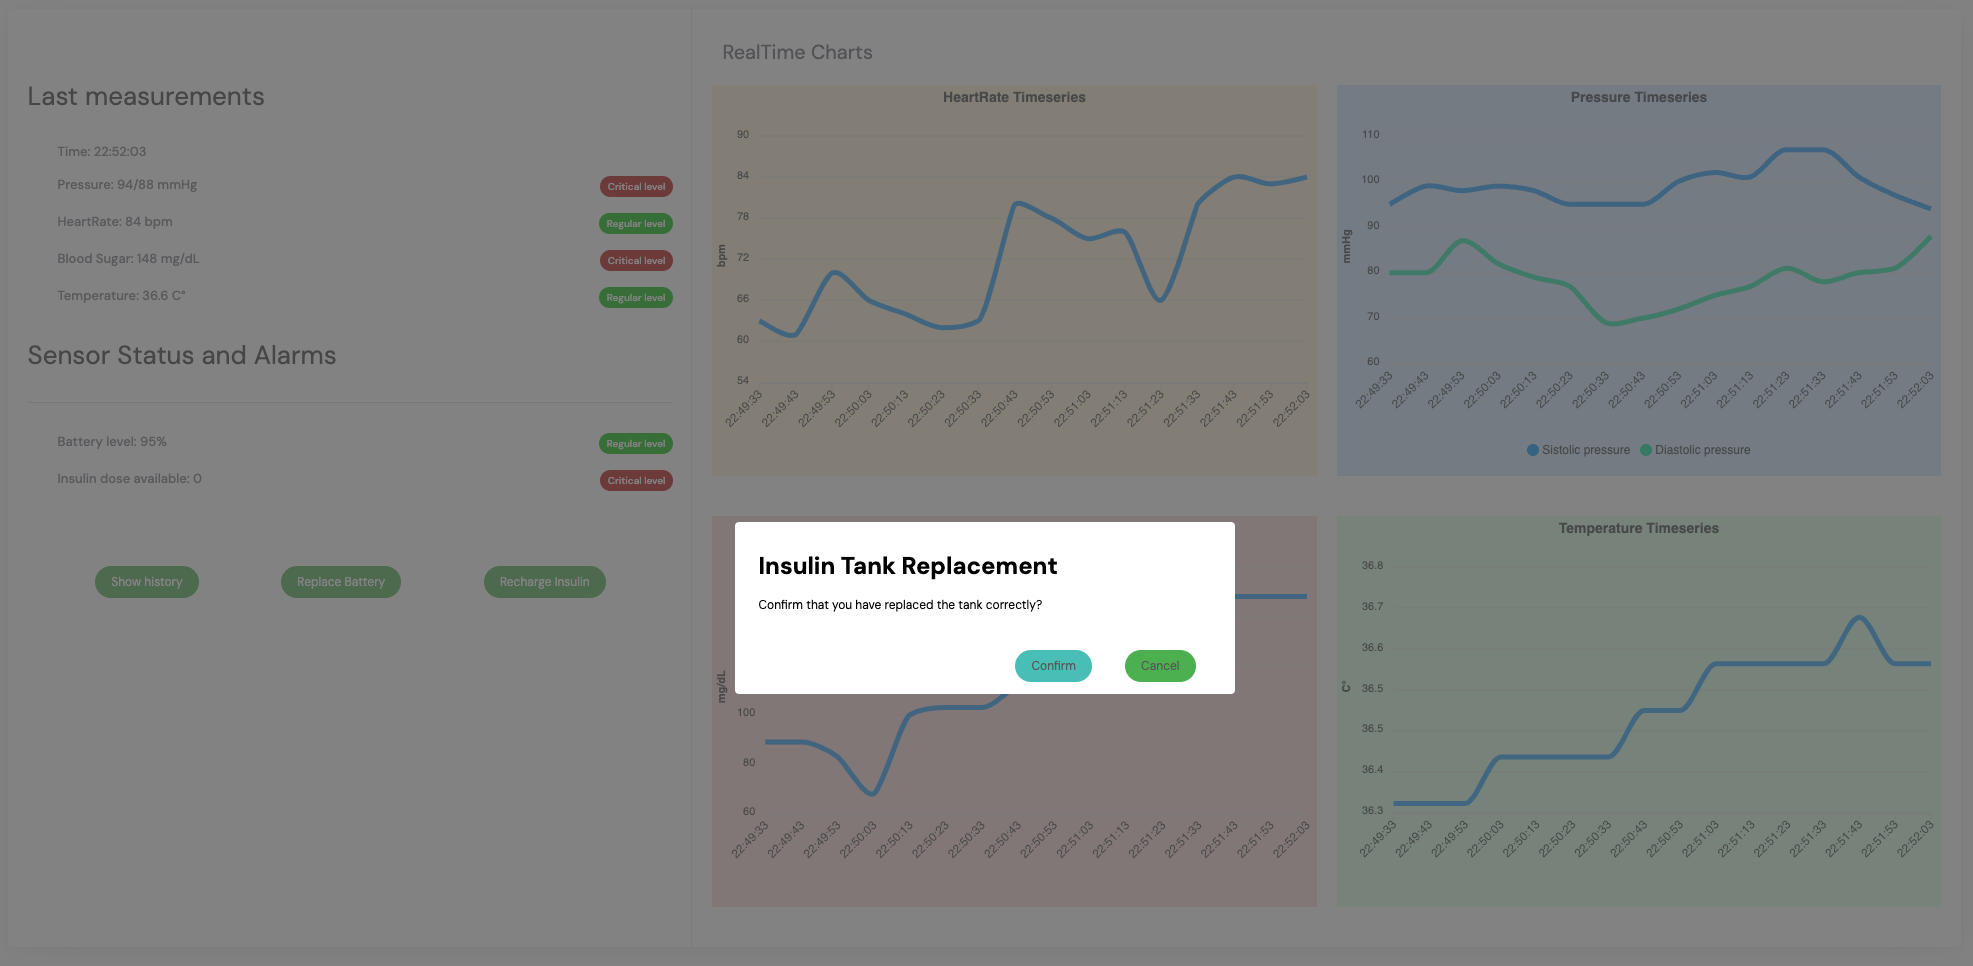 Last measurements
Time: 22:52:03
Pressure: 94/88 mmHg
Critical level
HeartRate: 84 bpm
Regular level
Blood Sugar: 148 mg/dL
Critical level
Temperature: 36.6 C°
Regular level
Sensor Status and Alarms
Battery level: 95%
Regular level
Insulin dose available: 0
Critical level
Show history
Replace Battery
Recharge Insulin
RealTime Charts
HeartRate Timeseries
bpm
90
84
78
72
66
60
54
22:49:33
22:49:43
22:49:53
22:50:03
22:50:13
22:50:23
22:50:33
22:50:43
22:50:53
22:51:03
22:51:13
22:51:23
22:51:33
22:51:43
22:51:53
22:52:03
Pressure Timeseries
mmHg
110
100
90
80
70
60
22:49:33
22:49:43
22:49:53
22:50:03
22:50:13
22:50:23
22:50:33
22:50:43
22:50:53
22:51:03
22:51:13
22:51:23
22:51:33
22:51:43
22:51:53
22:52:03
Sistolic pressure
Diastolic pressure
Insulin Tank Replacement
Confirm that you have replaced the tank correctly?
Confirm
Cancel
mg/dL
100
80
60
22:49:33
22:49:43
22:49:53
22:50:03
22:50:13
22:50:23
22:50:33
22:50:43
22:50:53
22:51:03
22:51:13
22:51:23
22:51:33
22:51:43
22:51:53
22:52:03
Temperature Timeseries
C°
36.8
36.7
36.6
36.5
36.5
36.4
36.3
22:49:33
22:49:43
22:49:53
22:50:03
22:50:13
22:50:23
22:50:33
22:50:43
22:50:53
22:51:03
22:51:13
22:51:23
22:51:33
22:51:43
22:51:53
22:52:03